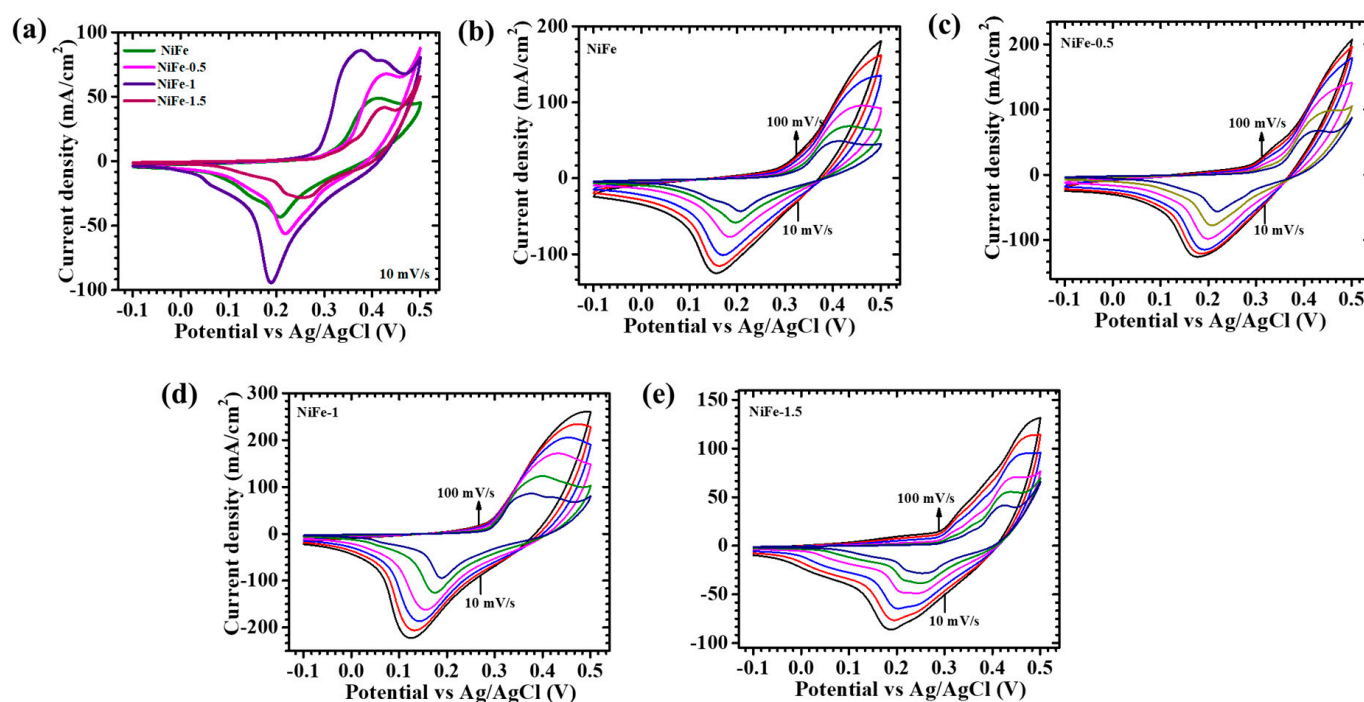 (a)
100
50
0
-50
-100
NiFe
NiFe-0.5
NiFe-1
NiFe-1.5
10 mV/s
-0.1 0.0 0.1 0.2 0.3 0.4 0.5
Potential vs Ag/AgCl (V)
Current density (mA/cm²)
(b)
200
100
0
-100
NiFe
100 mV/s
10 mV/s
-0.1 0.0 0.1 0.2 0.3 0.4 0.5
Potential vs Ag/AgCl (V)
Current density (mA/cm²)
(c)
200
100
0
-100
NiFe-0.5
100 mV/s
10 mV/s
-0.1 0.0 0.1 0.2 0.3 0.4 0.5
Potential vs Ag/AgCl (V)
Current density (mA/cm²)
(d)
300
200
100
0
-100
-200
NiFe-1
100 mV/s
10 mV/s
-0.1 0.0 0.1 0.2 0.3 0.4 0.5
Potential vs Ag/AgCl (V)
Current density (mA/cm²)
(e)
150
100
50
0
-50
-100
NiFe-1.5
100 mV/s
10 mV/s
-0.1 0.0 0.1 0.2 0.3 0.4 0.5
Potential vs Ag/AgCl (V)
Current density (mA/cm²)